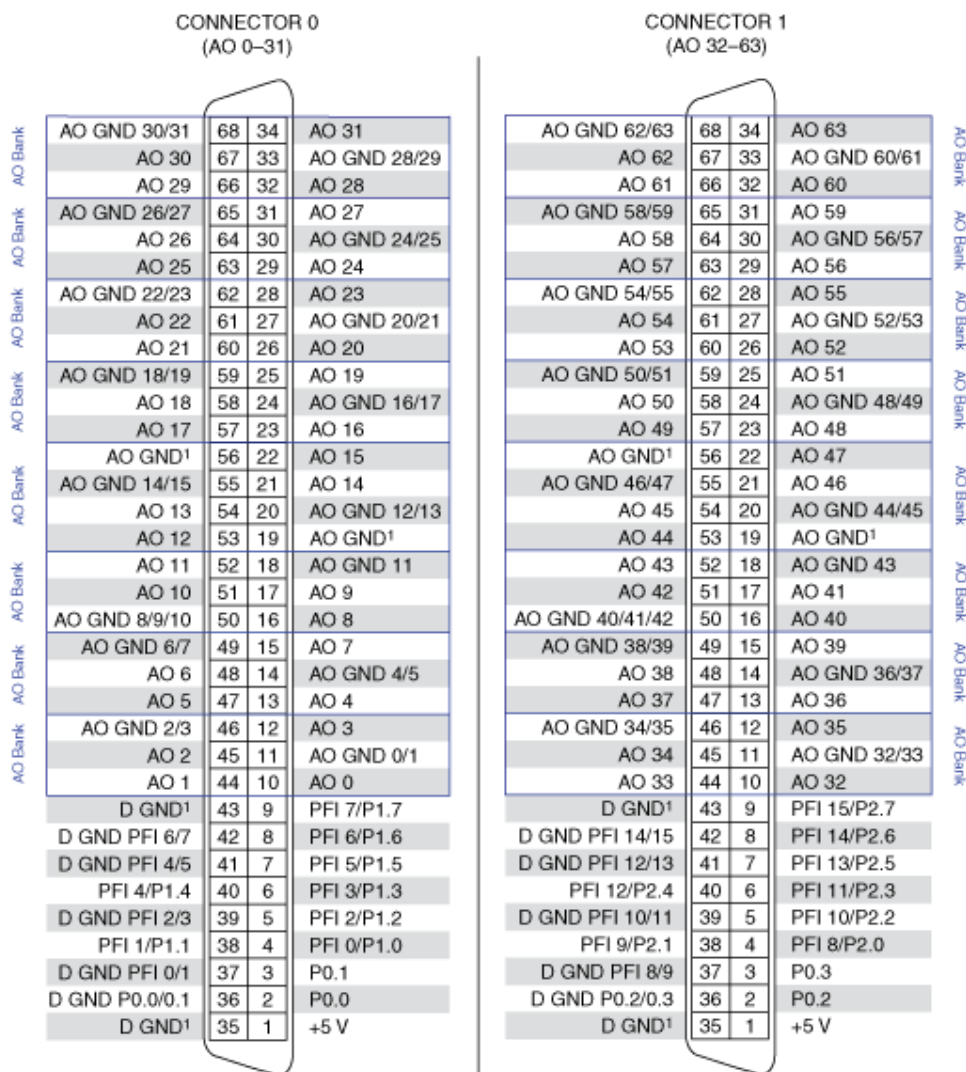 CONNECTOR 0
(AO 0–31)
AO Bank
AO Bank
AO Bank
AO Bank
AO Bank
AO Bank
AO Bank
AO Bank
AO GND 30/31 68 34 AO 31
AO 30 67 33 AO GND 28/29
AO 29 66 32 AO 28
AO GND 26/27 65 31 AO 27
AO 26 64 30 AO GND 24/25
AO 25 63 29 AO 24
AO GND 22/23 62 28 AO 23
AO 22 61 27 AO GND 20/21
AO 21 60 26 AO 20
AO GND 18/19 59 25 AO 19
AO 18 58 24 AO GND 16/17
AO 17 57 23 AO 16
AO GND¹ 56 22 AO 15
AO GND 14/15 55 21 AO 14
AO 13 54 20 AO GND 12/13
AO 12 53 19 AO GND¹
AO 11 52 18 AO GND 11
AO 10 51 17 AO 9
AO GND 8/9/10 50 16 AO 8
AO GND 6/7 49 15 AO 7
AO 6 48 14 AO GND 4/5
AO 5 47 13 AO 4
AO GND 2/3 46 12 AO 3
AO 2 45 11 AO GND 0/1
AO 1 44 10 AO 0
D GND¹ 43 9 PFI 7/P1.7
D GND PFI 6/7 42 8 PFI 6/P1.6
D GND PFI 4/5 41 7 PFI 5/P1.5
PFI 4/P1.4 40 6 PFI 3/P1.3
D GND PFI 2/3 39 5 PFI 2/P1.2
PFI 1/P1.1 38 4 PFI 0/P1.0
D GND PFI 0/1 37 3 P0.1
D GND P0.0/0.1 36 2 P0.0
D GND¹ 35 1 +5 V
CONNECTOR 1
(AO 32–63)
AO GND 62/63 68 34 AO 63
AO 62 67 33 AO GND 60/61
AO 61 66 32 AO 60
AO GND 58/59 65 31 AO 59
AO 58 64 30 AO GND 56/57
AO 57 63 29 AO 56
AO GND 54/55 62 28 AO 55
AO 54 61 27 AO GND 52/53
AO 53 60 26 AO 52
AO GND 50/51 59 25 AO 51
AO 50 58 24 AO GND 48/49
AO 49 57 23 AO 48
AO GND¹ 56 22 AO 47
AO GND 46/47 55 21 AO 46
AO 45 54 20 AO GND 44/45
AO 44 53 19 AO GND¹
AO 43 52 18 AO GND 43
AO 42 51 17 AO 41
AO GND 40/41/42 50 16 AO 40
AO GND 38/39 49 15 AO 39
AO 38 48 14 AO GND 36/37
AO 37 47 13 AO 36
AO GND 34/35 46 12 AO 35
AO 34 45 11 AO GND 32/33
AO 33 44 10 AO 32
D GND¹ 43 9 PFI 15/P2.7
D GND PFI 14/15 42 8 PFI 14/P2.6
D GND PFI 12/13 41 7 PFI 13/P2.5
PFI 12/P2.4 40 6 PFI 11/P2.3
D GND PFI 10/11 39 5 PFI 10/P2.2
PFI 9/P2.1 38 4 PFI 8/P2.0
D GND PFI 8/9 37 3 P0.3
D GND P0.2/0.3 36 2 P0.2
D GND¹ 35 1 +5 V
AO Bank
AO Bank
AO Bank
AO Bank
AO Bank
AO Bank
AO Bank
AO Bank